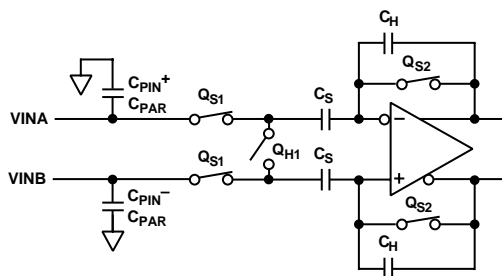 CH
QS2
CPIN+
CPAR
QS1
CS
VINA
−
QH1
QS1
CS
+
VINB
CPIN−
CPAR
QS2
CH